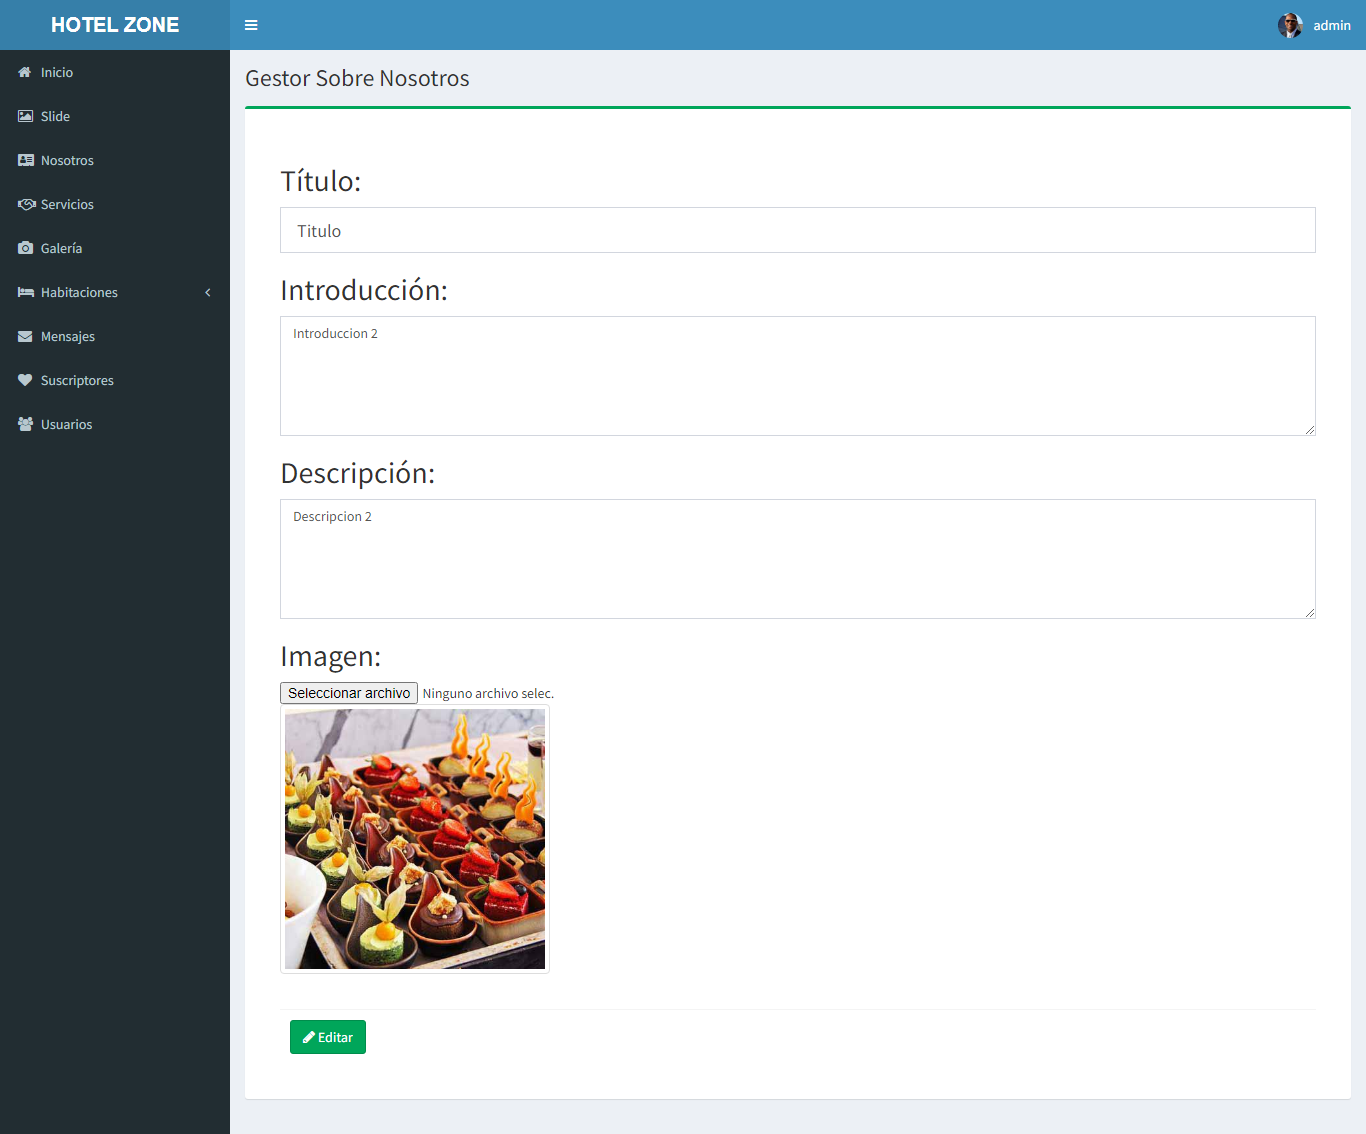 HOTEL ZONE
admin
Inicio
Slide
Nosotros
Servicios
Galería
Habitaciones
Mensajes
Suscriptores
Usuarios
Gestor Sobre Nosotros
Título:
Titulo
Introducción:
Introduccion 2
Descripción:
Descripcion 2
Imagen:
Seleccionar archivo Ninguno archivo selec.
Editar